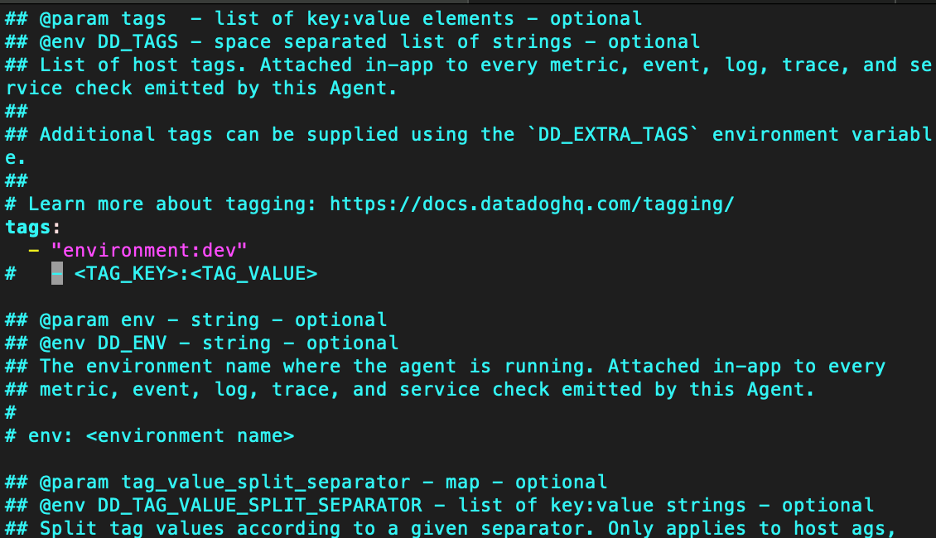 ## @param tags  - list of key:value elements - optional
## @env DD_TAGS - space separated list of strings - optional
## List of host tags. Attached in-app to every metric, event, log, trace, and se
rvice check emitted by this Agent.
##
## Additional tags can be supplied using the `DD_EXTRA_TAGS` environment variabl
e.
##
# Learn more about tagging: https://docs.datadoghq.com/tagging/
tags:
  - "environment:dev"
#   - <TAG_KEY>:<TAG_VALUE>

## @param env - string - optional
## @env DD_ENV - string - optional
## The environment name where the agent is running. Attached in-app to every
## metric, event, log, trace, and service check emitted by this Agent.
#
# env: <environment name>

## @param tag_value_split_separator - map - optional
## @env DD_TAG_VALUE_SPLIT_SEPARATOR - list of key:value strings - optional
## Split tag values according to a given separator. Only applies to host ags,